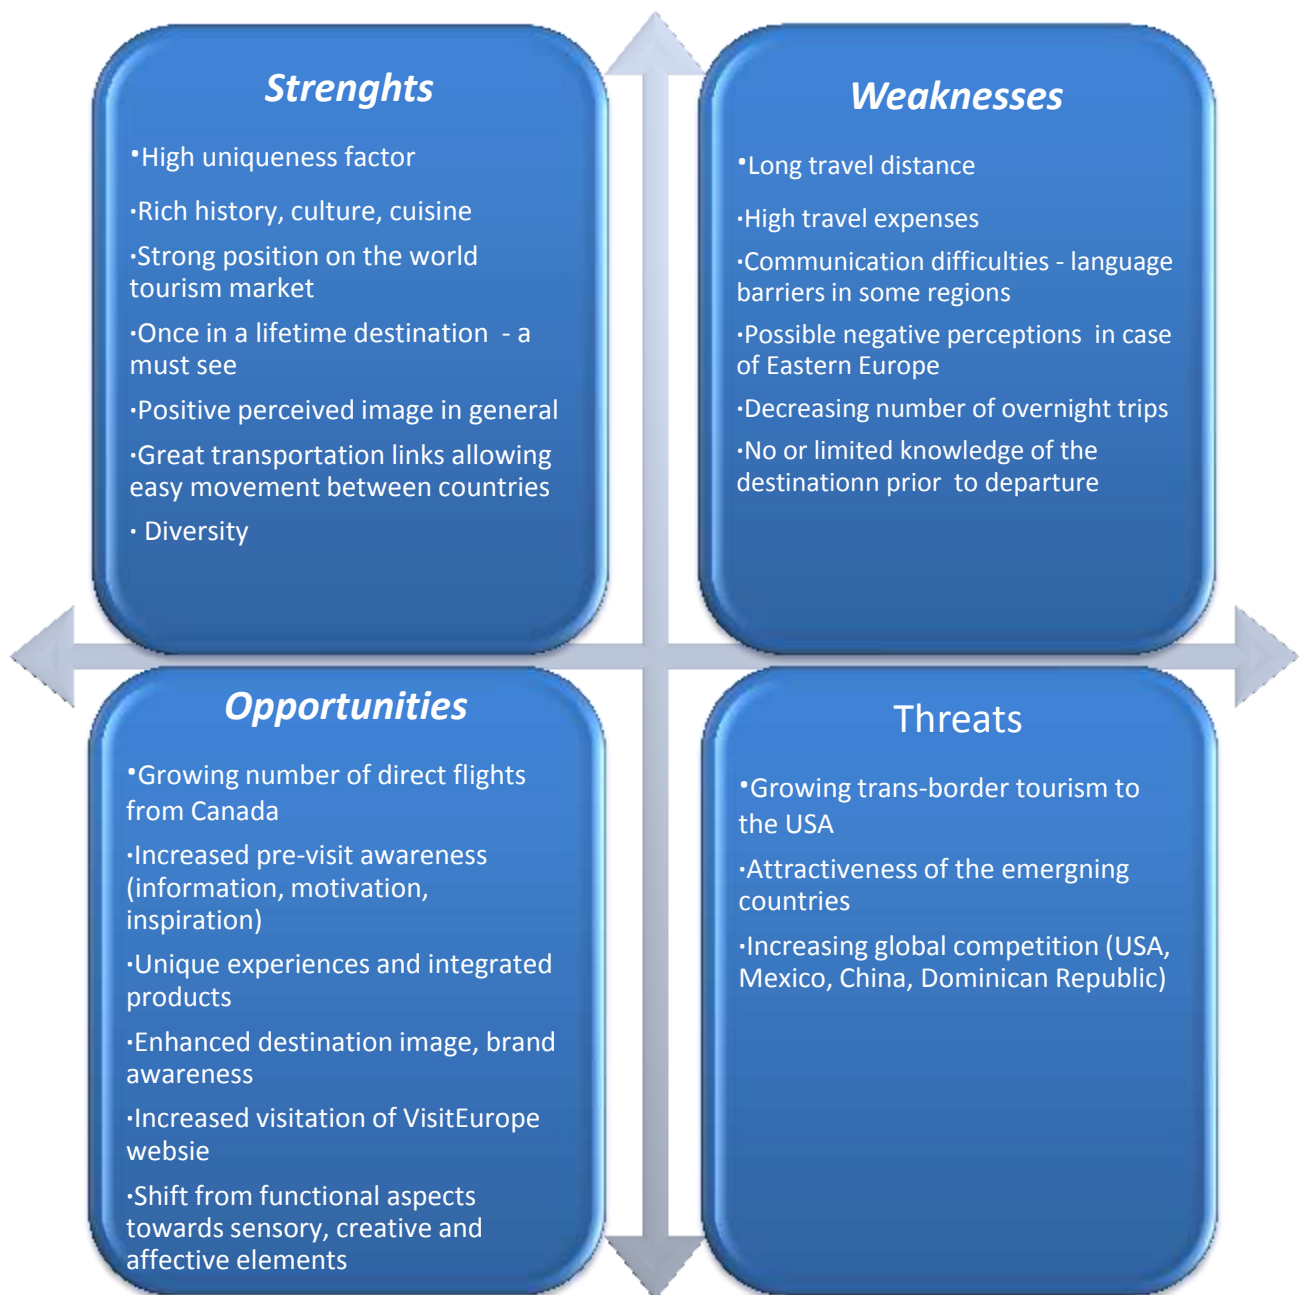 Strenghts
•High uniqueness factor
·Rich history, culture, cuisine
·Strong position on the world
tourism market
·Once in a lifetime destination - a
must see
·Positive perceived image in general
·Great transportation links allowing
easy movement between countries
· Diversity
Weaknesses
•Long travel distance
·High travel expenses
·Communication difficulties - language
barriers in some regions
·Possible negative perceptions in case
of Eastern Europe
·Decreasing number of overnight trips
·No or limited knowledge of the
destinationn prior to departure
Opportunities
•Growing number of direct flights
from Canada
·Increased pre-visit awareness
(information, motivation,
inspiration)
·Unique experiences and integrated
products
·Enhanced destination image, brand
awareness
·Increased visitation of VisitEurope
websie
·Shift from functional aspects
towards sensory, creative and
affective elements
Threats
•Growing trans-border tourism to
the USA
·Attractiveness of the emergning
countries
·Increasing global competition (USA,
Mexico, China, Dominican Republic)